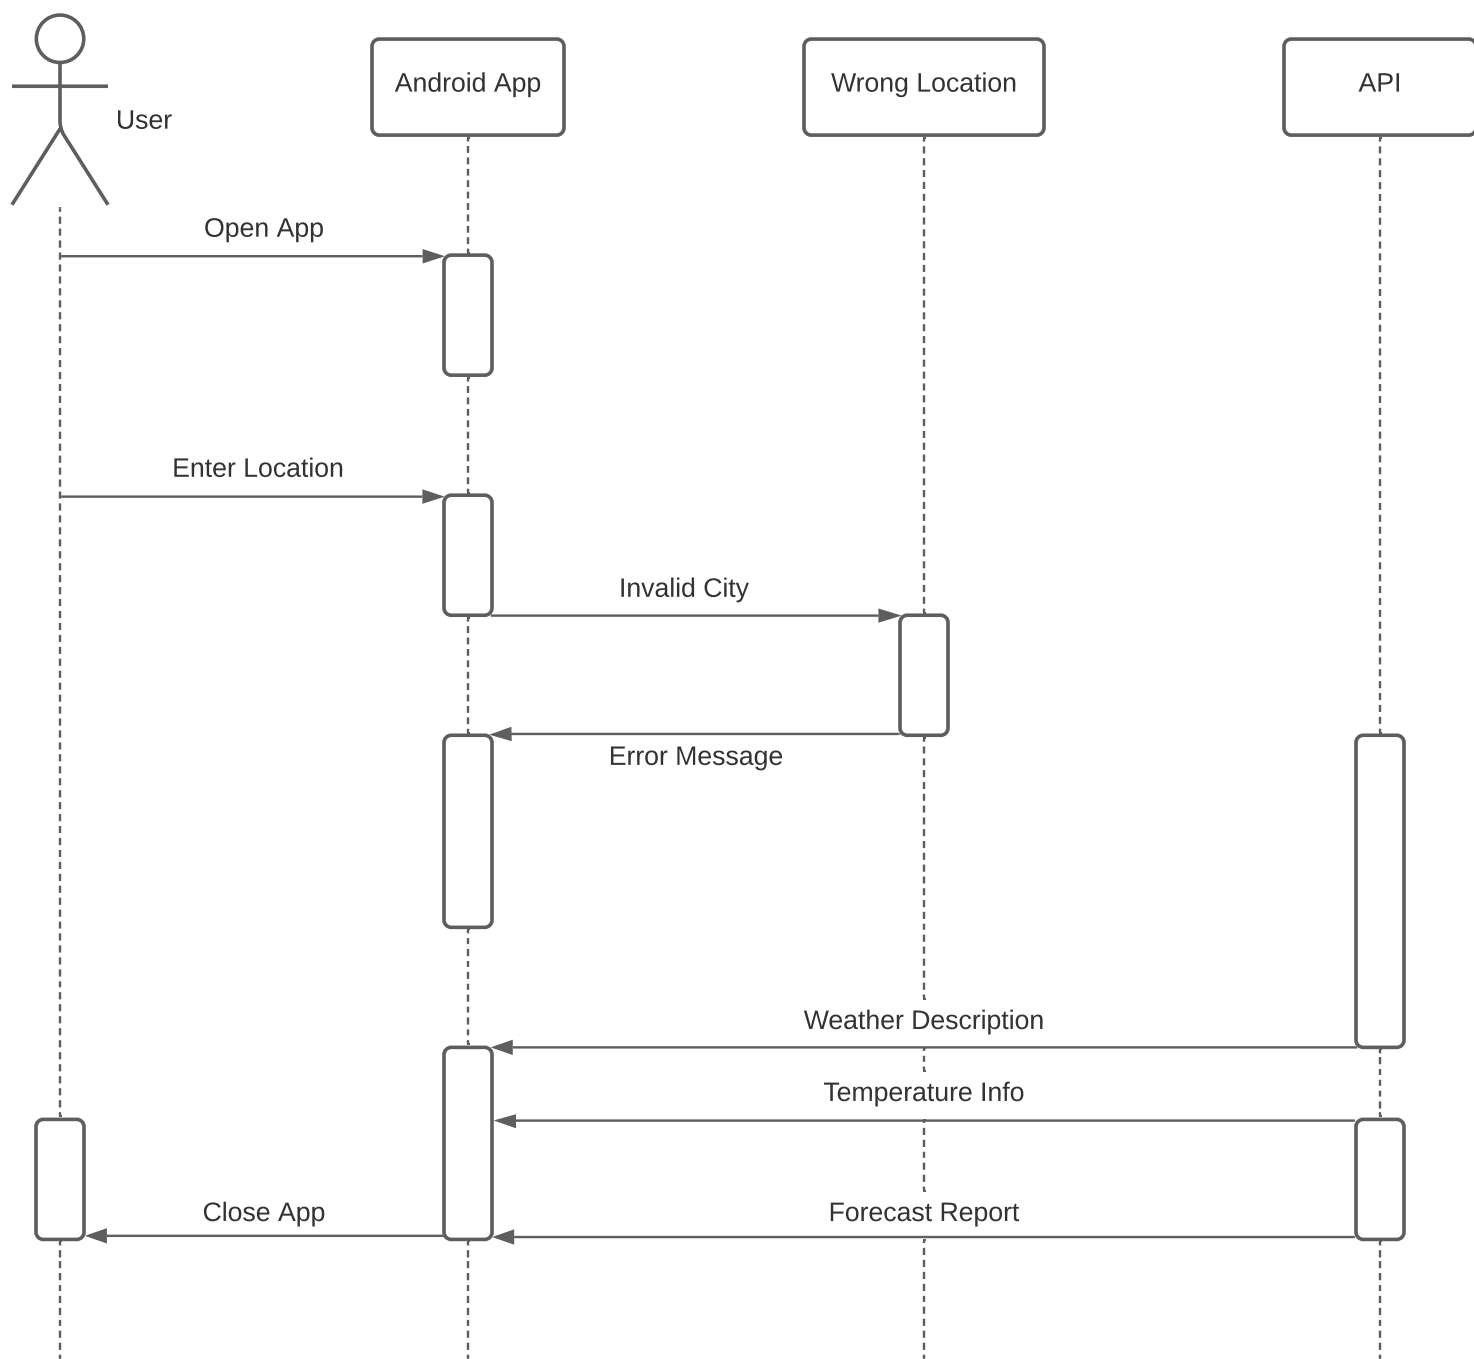 User
Android App
Wrong Location
API
Open App
Enter Location
Invalid City
Error Message
Weather Description
Temperature Info
Close App
Forecast Report